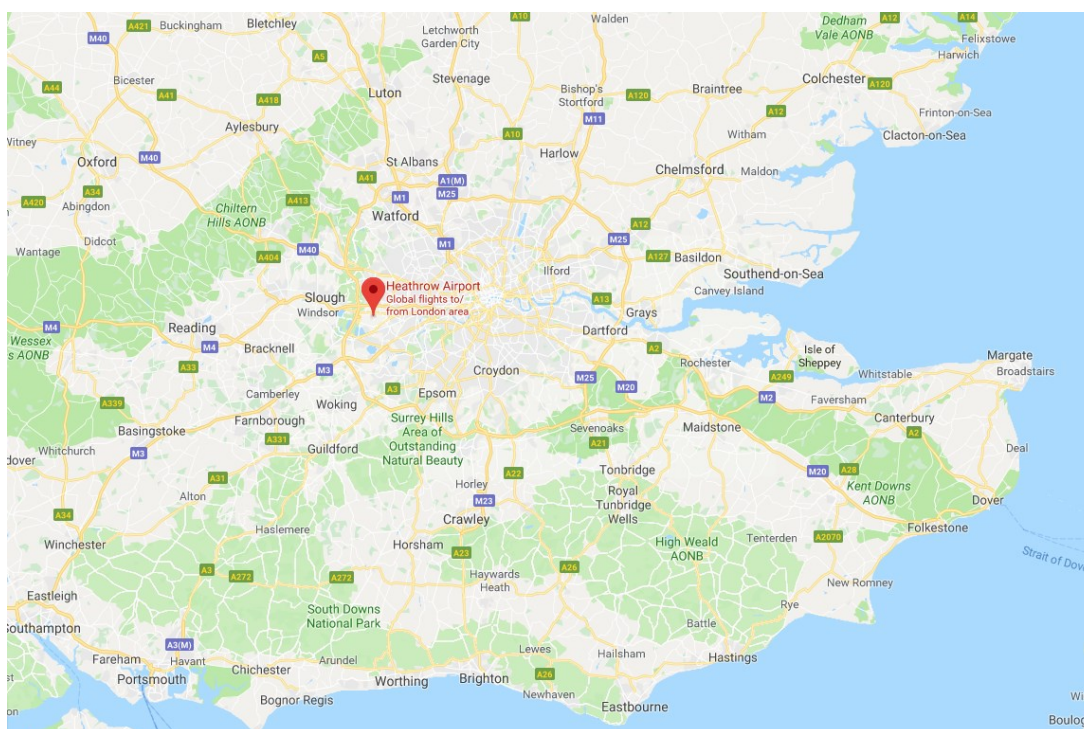 A421
Buckingham
Bletchley
A10
Walden
Dedham
Vale AONB
A12
A14
M40
Letchworth
Garden City
Felixstowe
A5
Harwich
Stevenage
Colchester
Bicester
A44
A41
Luton
Bishop's
Stortford
A120
Braintree
A120
A418
A12
Frinton-on-Sea
Aylesbury
M11
Witham
Clacton-on-Sea
Witney
A10
M40
Harlow
Oxford
St Albans
Chelmsford
Maldon
A34
A41
A1(M)
M25
A420
Abingdon
A413
M1
Chiltern
Hills AONB
Watford
A12
Didcot
M25
Wantage
M40
M1
A127
Basildon
A404
Ilford
Southend-on-Sea
Heathrow Airport
Global flights to/
from London area
Slough
Windsor
Canvey Island
A13
Grays
Reading
M4
Dartford
Wessex
AONB
M4
Bracknell
A2
Isle of
Sheppey
Margate
A33
M3
Rochester
Croydon
Whitstable
Broadstairs
A3
M25
M20
A249
Camberley
Epsom
M2
Faversham
A339
Woking
Farnborough
Surrey Hills
Area of
Outstanding
Natural Beauty
Canterbury
Basingstoke
Sevenoaks
Maidstone
A2
A331
A21
Whitchurch
Guildford
Deal
M3
dover
Tonbridge
M20
A28
A31
A22
Kent Downs
AONB
Alton
Horley
Royal
Tunbridge
Wells
Dover
M23
A34
Crawley
Folkestone
Haslemere
High Weald
AONB
Tenterden
A2070
Winchester
Horsham
A23
Strait of Dov
A3
A272
A272
A26
Haywards
Heath
New Romney
Eastleigh
South Downs
National Park
Rye
Southampton
Battle
A3(M)
Lewes
Hailsham
Hastings
Fareham
Havant
Chichester
Arundel
Portsmouth
Worthing
Brighton
A26
Newhaven
Bognor Regis
Eastbourne
Boulog